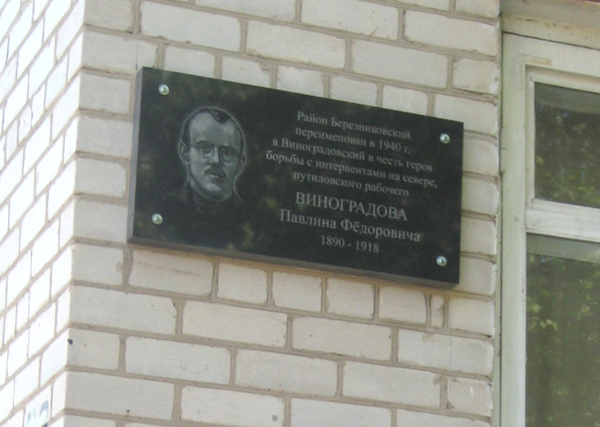 Район Березниковский
переименован в 1940 г.
в Виноградовский в честь героя
борьбы с интервентами на севере,
путиловского рабочего
ВИНОГРАДОВА
Павлина Фёдоровича
1890 - 1918